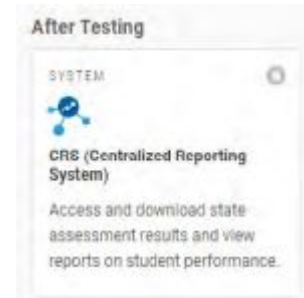 After Testing
SYSTEM
CRS (Centralized Reporting
System)
Access and download state
assessment results and view
reports on student performance.